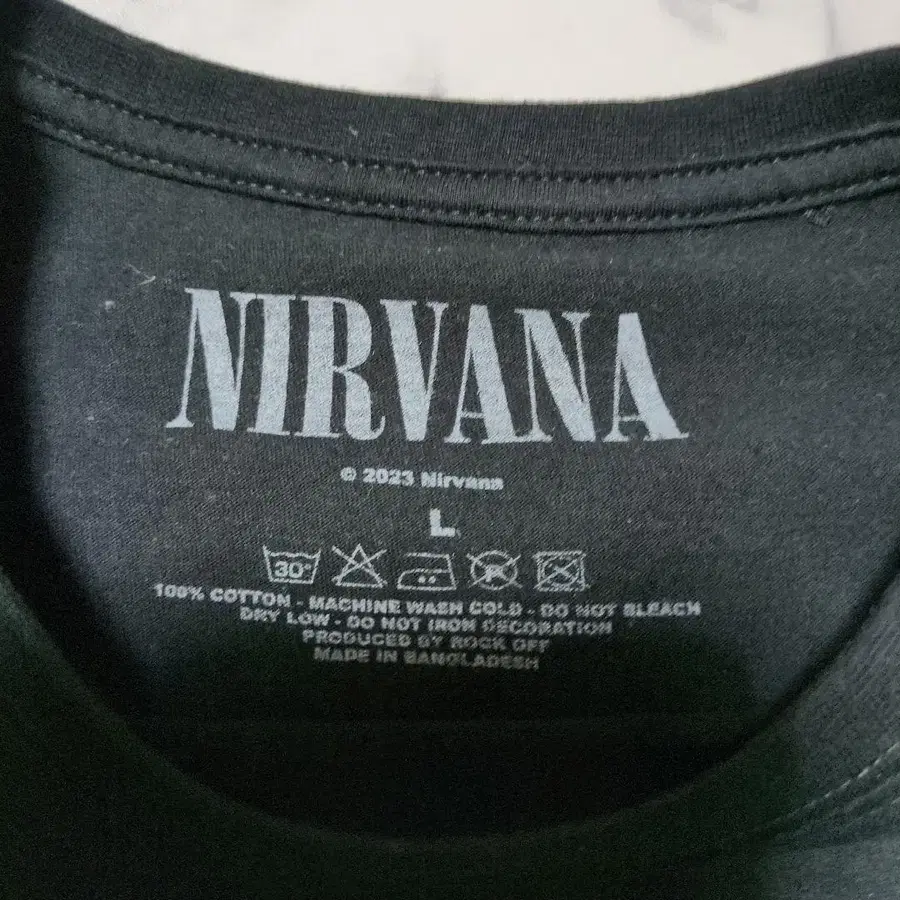 NIRVANA
© 2023 Nirvana
L
30°
P
100% COTTON - MACHINE WASH COLD - DO NOT BLEACH
DRY LOW - DO NOT IRON DECORATION
PRODUCED BY ROCK OFF
MADE IN BANGLADESH